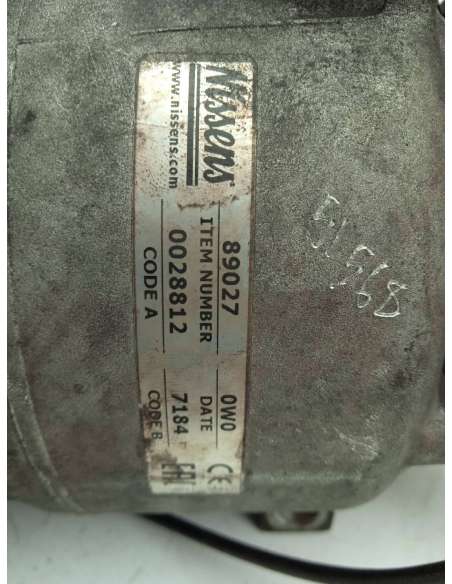 Nissens
www.nissens.com
89027
ITEM NUMBER
0028812
CODE A
0W0
DATE
7184
CODE B
CE
EAC